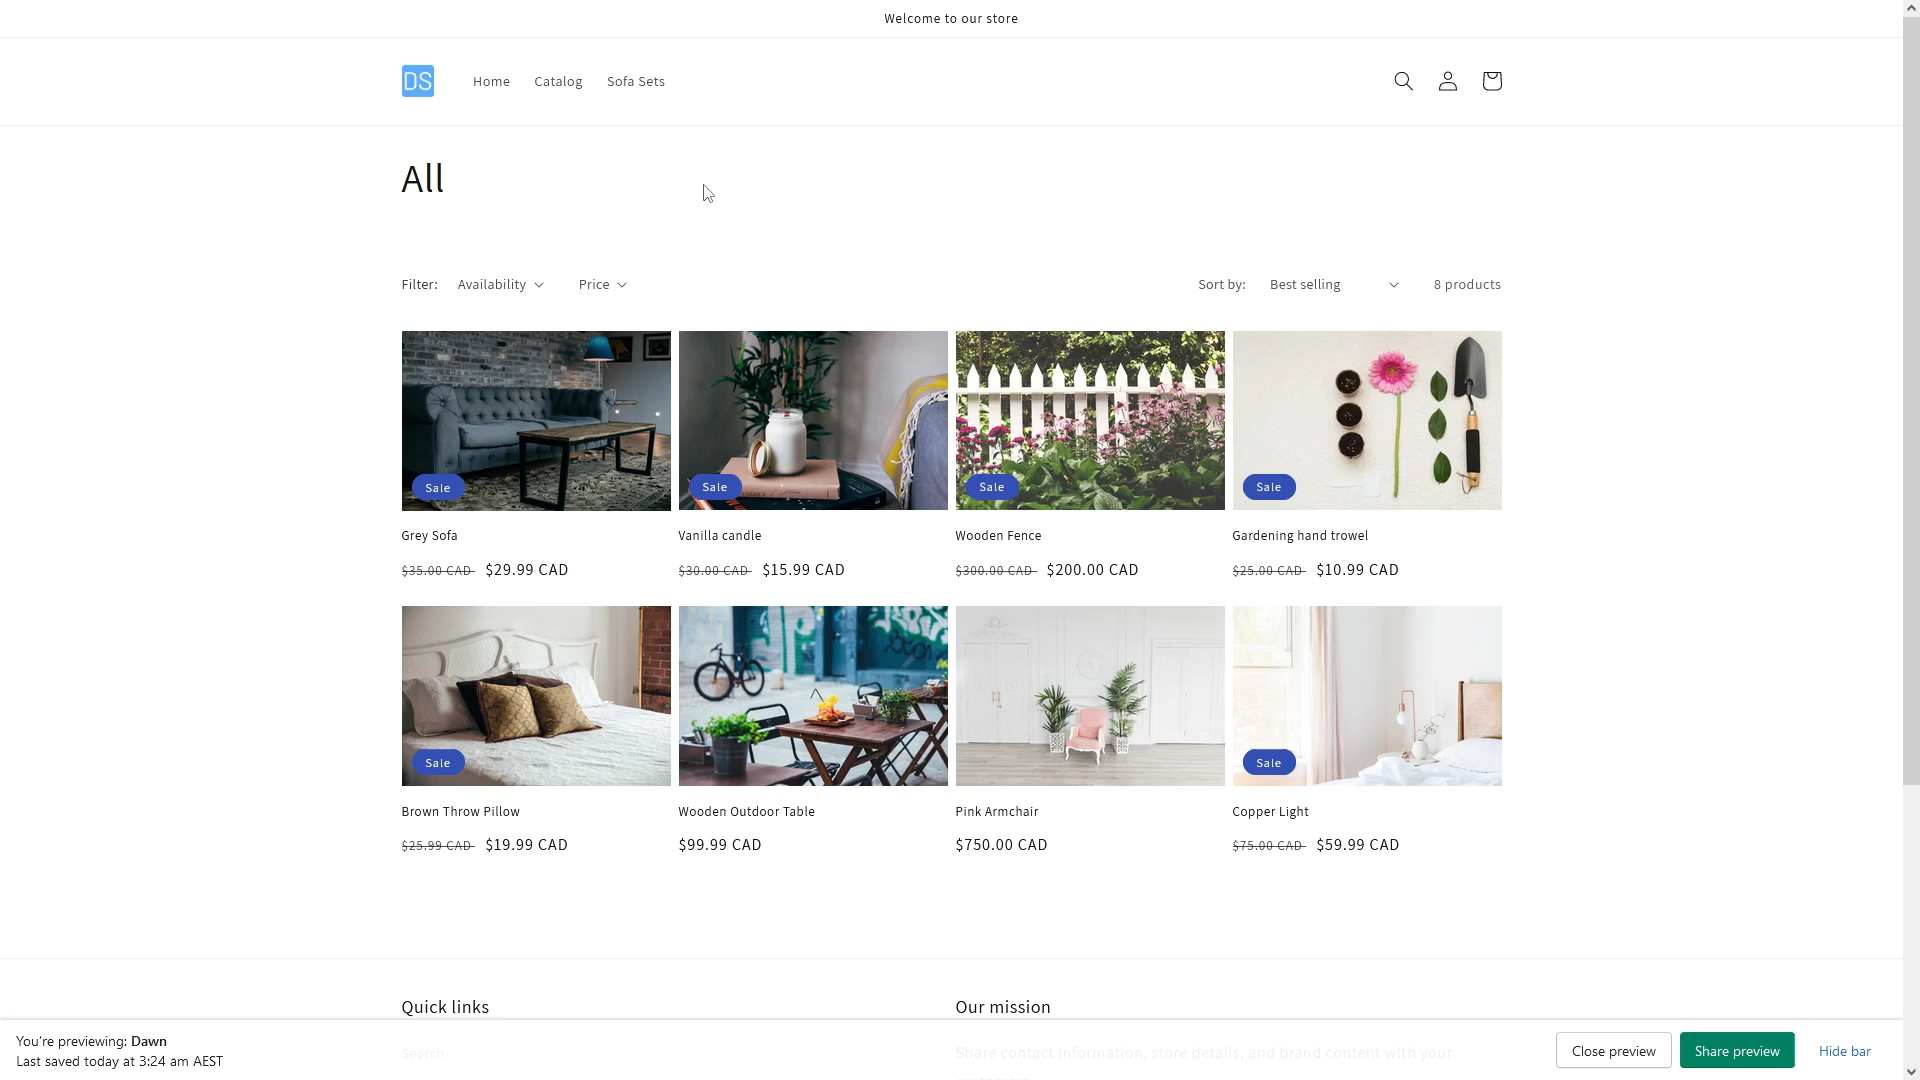 Welcome to our store
DS
Home
Catalog
Sofa Sets
All
Filter:
Availability
Price
Sort by:
Best selling
8 products
Sale
Sale
Sale
Sale
Grey Sofa
Vanilla candle
Wooden Fence
Gardening hand trowel
$35.00 CAD $29.99 CAD
$30.00 CAD $15.99 CAD
$300.00 CAD $200.00 CAD
$25.00 CAD $10.99 CAD
Sale
Sale
Brown Throw Pillow
Wooden Outdoor Table
Pink Armchair
Copper Light
$25.99 CAD $19.99 CAD
$99.99 CAD
$750.00 CAD
$75.00 CAD $59.99 CAD
Quick links
Our mission
Search
Share contact information, store details, and brand content with your
You're previewing: Dawn
Last saved today at 3:24 am AEST
Close preview
Share preview
Hide bar